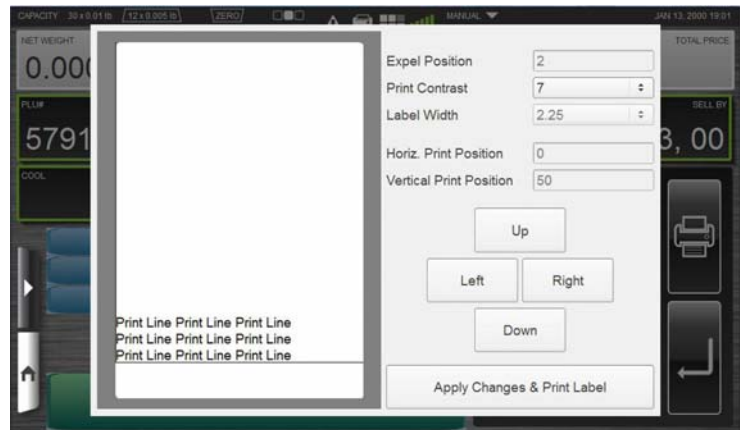 CAPACITY 30 x 0.01 lb 12 x 0.005 lb ZERO MANUAL JAN 13, 2000 19:01
NET WEIGHT TOTAL PRICE
0.000
PLU# SELL BY
5791 3, 00
COOL
Expel Position 2
Print Contrast 7
Label Width 2.25
Horiz. Print Position 0
Vertical Print Position 50
Up
Left Right
Down
Apply Changes & Print Label
Print Line Print Line Print Line
Print Line Print Line Print Line
Print Line Print Line Print Line